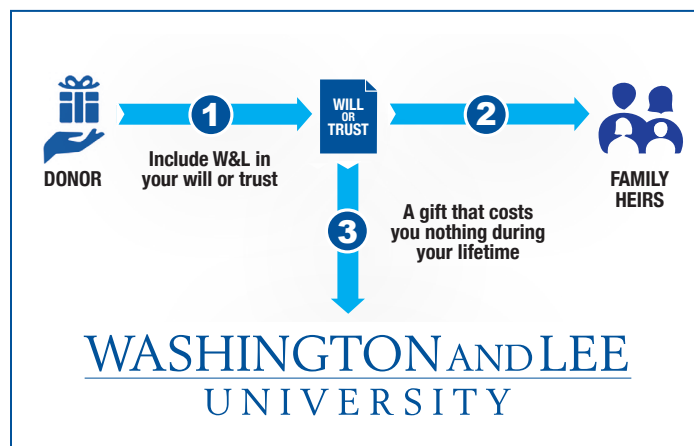 1
WILL
OR
TRUST
2
DONOR
Include W&L in
your will or trust
FAMILY
HEIRS
3
A gift that costs
you nothing during
your lifetime
WASHINGTON AND LEE
UNIVERSITY